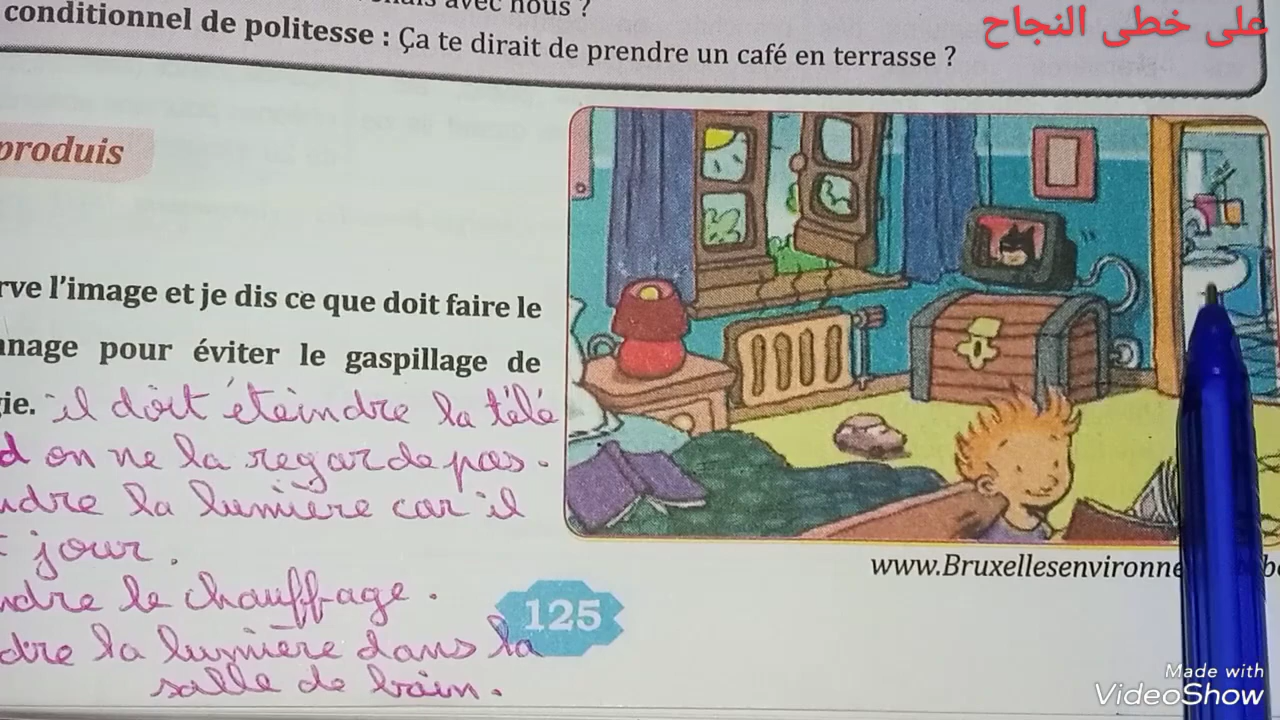 avec nous ?
conditionnel de politesse : Ça te dirait de prendre un café en terrasse ?
على خطى النجاح
produis
rve l'image et je dis ce que doit faire le
nnage pour éviter le gaspillage de
gie. il doit éteindre la télé
d on ne la regarde pas.
ndre la lumière car il
t jour.
ndre le chauffage.
dre la lumière dans la
salle de bain.
125
www.Bruxellesenvironne
Made with
VideoShow